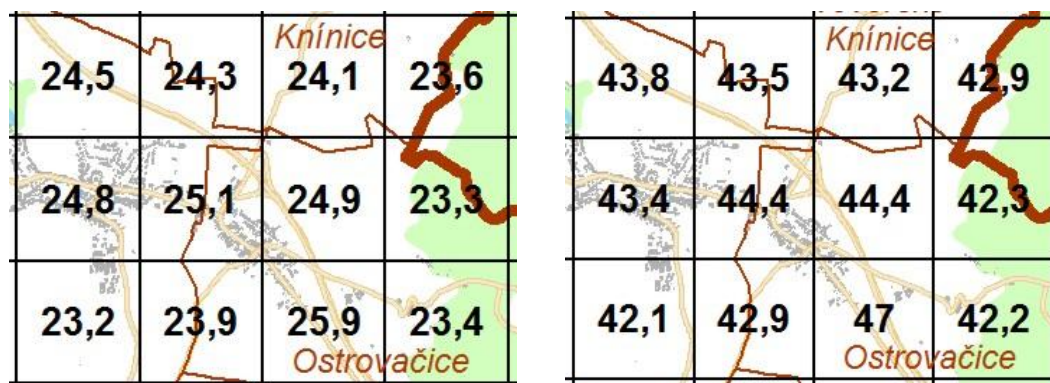 Knínice
24,5 24,3 24,1 23,6
24,8 25,1 24,9 23,3
23,2 23,9 25,9 23,4
Ostrovačice
Knínice
43,8 43,5 43,2 42,9
43,4 44,4 44,4 42,3
42,1 42,9 47 42,2
Ostrovačice